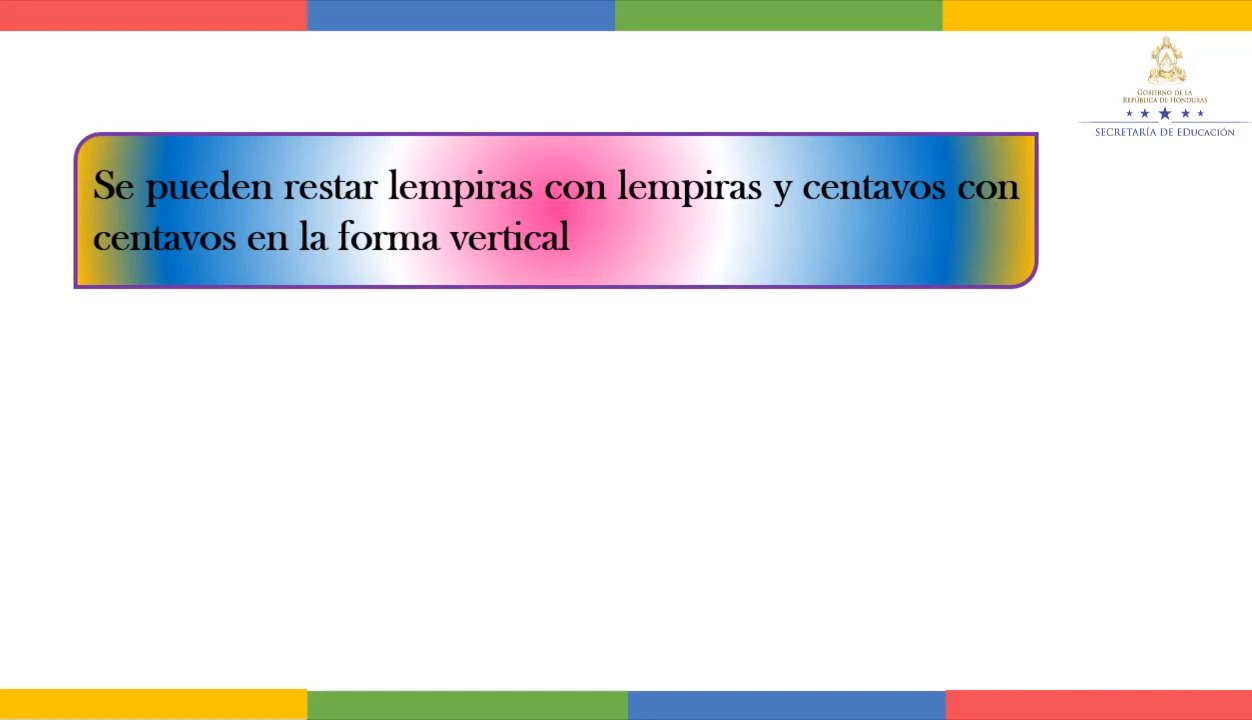 GOBIERNO DE LA
REPÚBLICA DE HONDURAS
SECRETARÍA DE EDUCACIÓN
Se pueden restar lempiras con lempiras y centavos con
centavos en la forma vertical